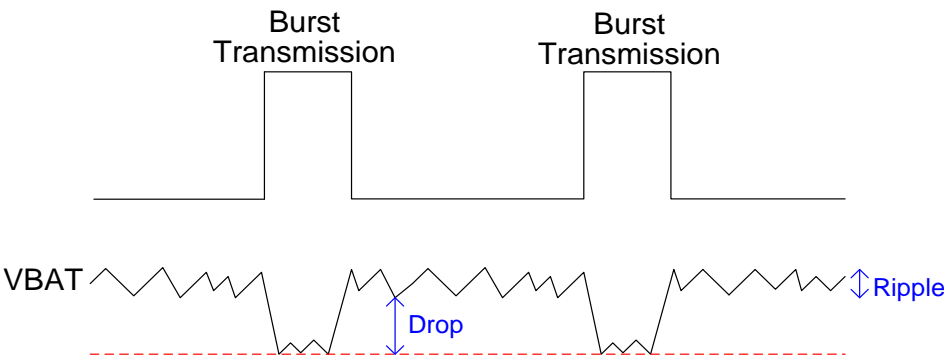 Burst
Transmission
Burst
Transmission
VBAT
Ripple
Drop